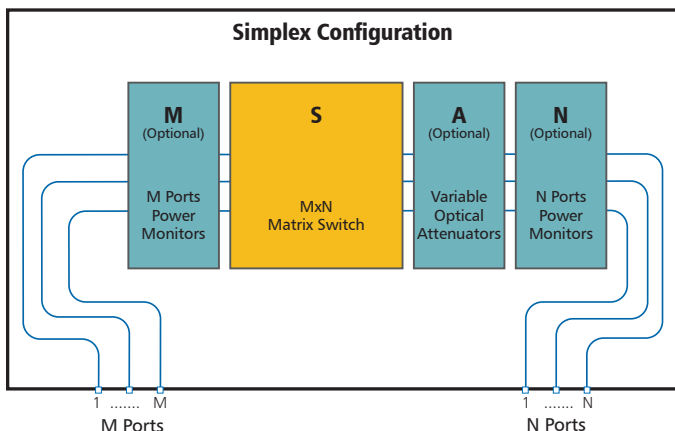 Simplex Configuration
M
(Optional)
M Ports
Power
Monitors
S
MxN
Matrix Switch
A
(Optional)
Variable
Optical
Attenuators
N
(Optional)
N Ports
Power
Monitors
1 ....... M
M Ports
1 ....... N
N Ports